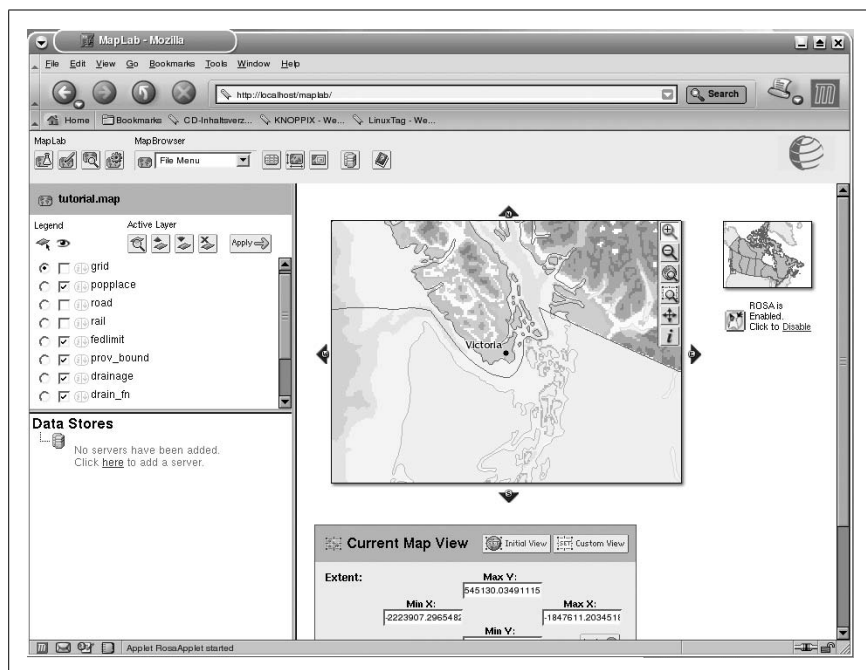 MapLab - Mozilla
File Edit View Go Bookmarks Tools Window Help
http://localhost/maplab/
Search
Home Bookmarks CD-Inhaltsverz... KNOPPIX - We... LinuxTag - We...
MapLab MapBrowser
File Menu
tutorial.map
Legend Active Layer
Apply
grid
popplace
road
rail
fedlimit
prov_bound
drainage
drain_fn
Data Stores
No servers have been added.
Click here to add a server.
N
W
E
S
Victoria
i
ROSA is
Enabled.
Click to Disable
Current Map View Initial View SET Custom View
Extent: Max Y:
545130.03491115
Min X: Max X:
-2223907.2965482 -1847611.2034518
Min Y:
Applet RosaApplet started